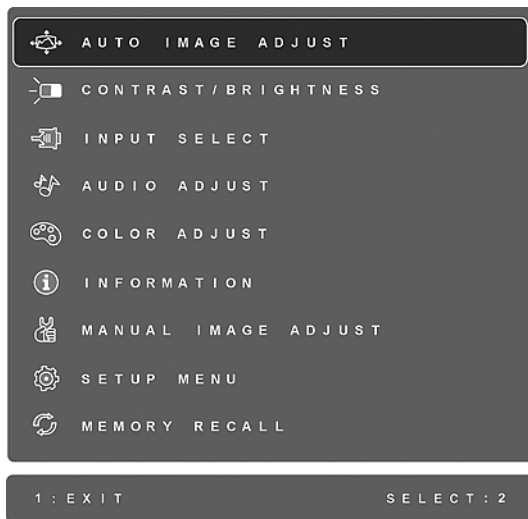 AUTO IMAGE ADJUST
CONTRAST/BRIGHTNESS
INPUT SELECT
AUDIO ADJUST
COLOR ADJUST
INFORMATION
MANUAL IMAGE ADJUST
SETUP MENU
MEMORY RECALL
1:EXIT SELECT:2